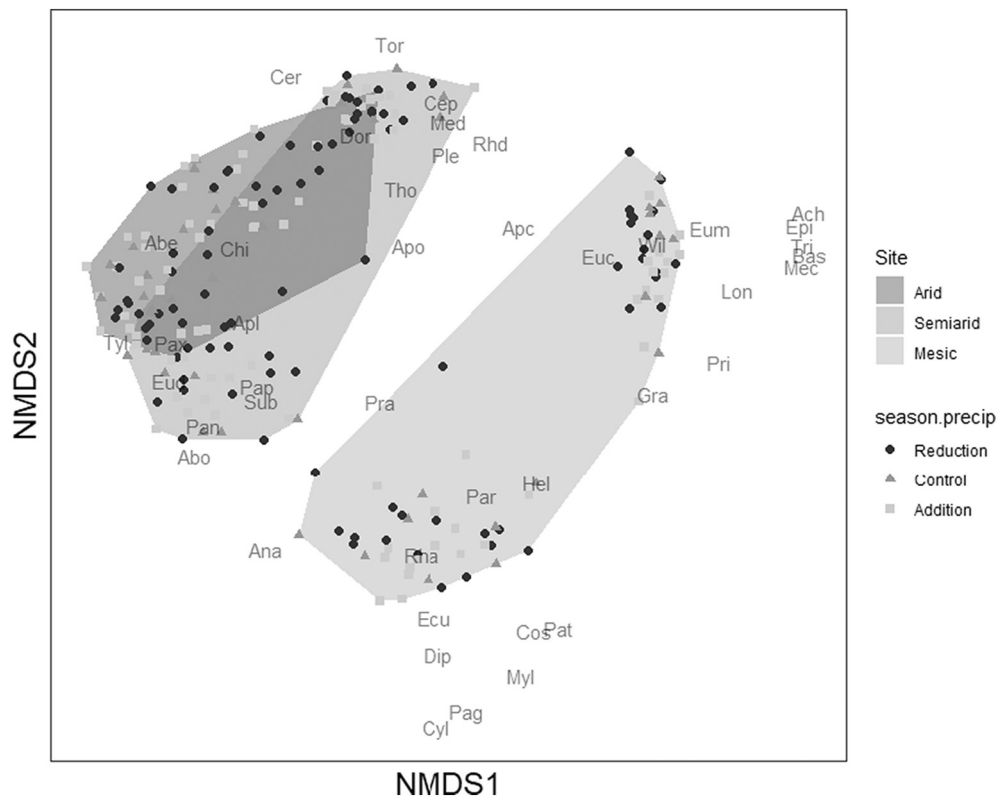 Tor
Cer
Cep
Med
Dor
Rhd
Ple
Tho
Ach
Apc
Epi
Eum
Abe
Wil
Tri
Chi
Apo
Euc
Bas
Mec
Lon
Apl
Tyl
Pax
Pri
Euc
Pap
Gra
Sub
Pra
Pan
Abo
Hel
Par
Ana
Rna
Ecu
Cos
Pat
Dip
Myl
Pag
Cyl
NMDS2
NMDS1
Site
Arid
Semiarid
Mesic
season.precip
Reduction
Control
Addition